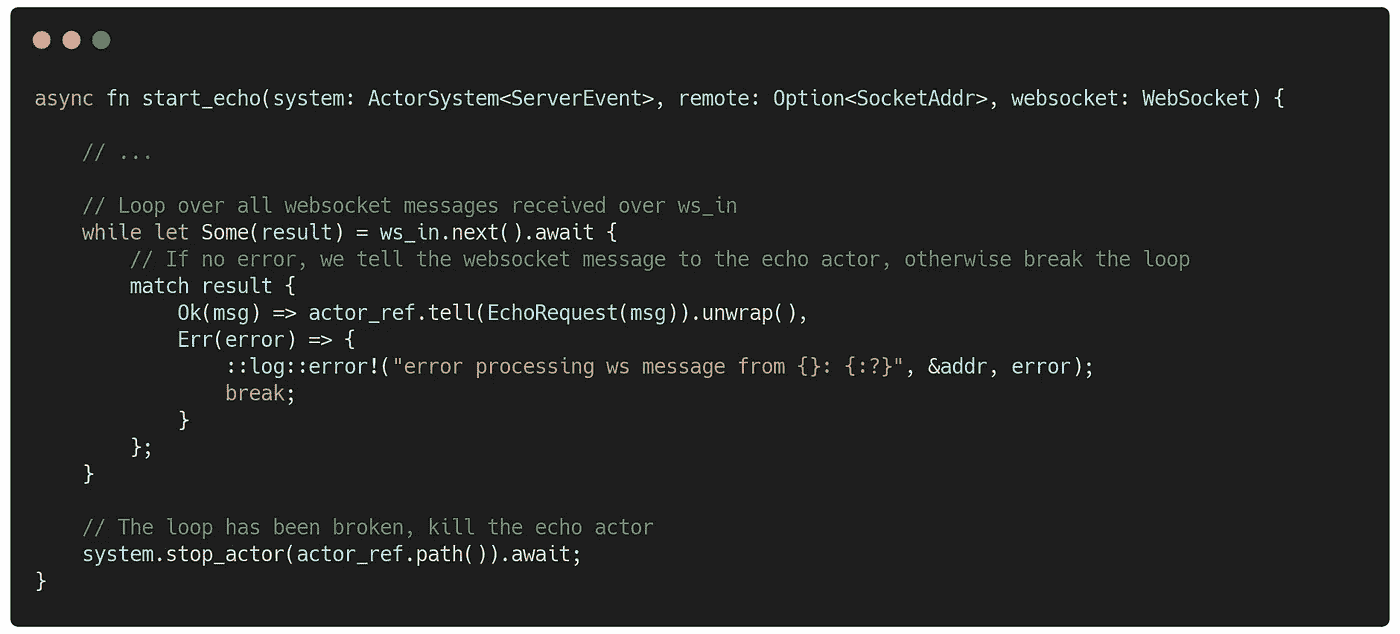 async fn start_echo(system: ActorSystem<ServerEvent>, remote: Option<SocketAddr>, websocket: WebSocket) {
    // ...
    // Loop over all websocket messages received over ws_in
    while let Some(result) = ws_in.next().await {
        // If no error, we tell the websocket message to the echo actor, otherwise break the loop
        match result {
            Ok(msg) => actor_ref.tell(EchoRequest(msg)).unwrap(),
            Err(error) => {
                ::log::error!("error processing ws message from {}: {:?}", &addr, error);
                break;
            }
        };
    }
    // The loop has been broken, kill the echo actor
    system.stop_actor(actor_ref.path()).await;
}